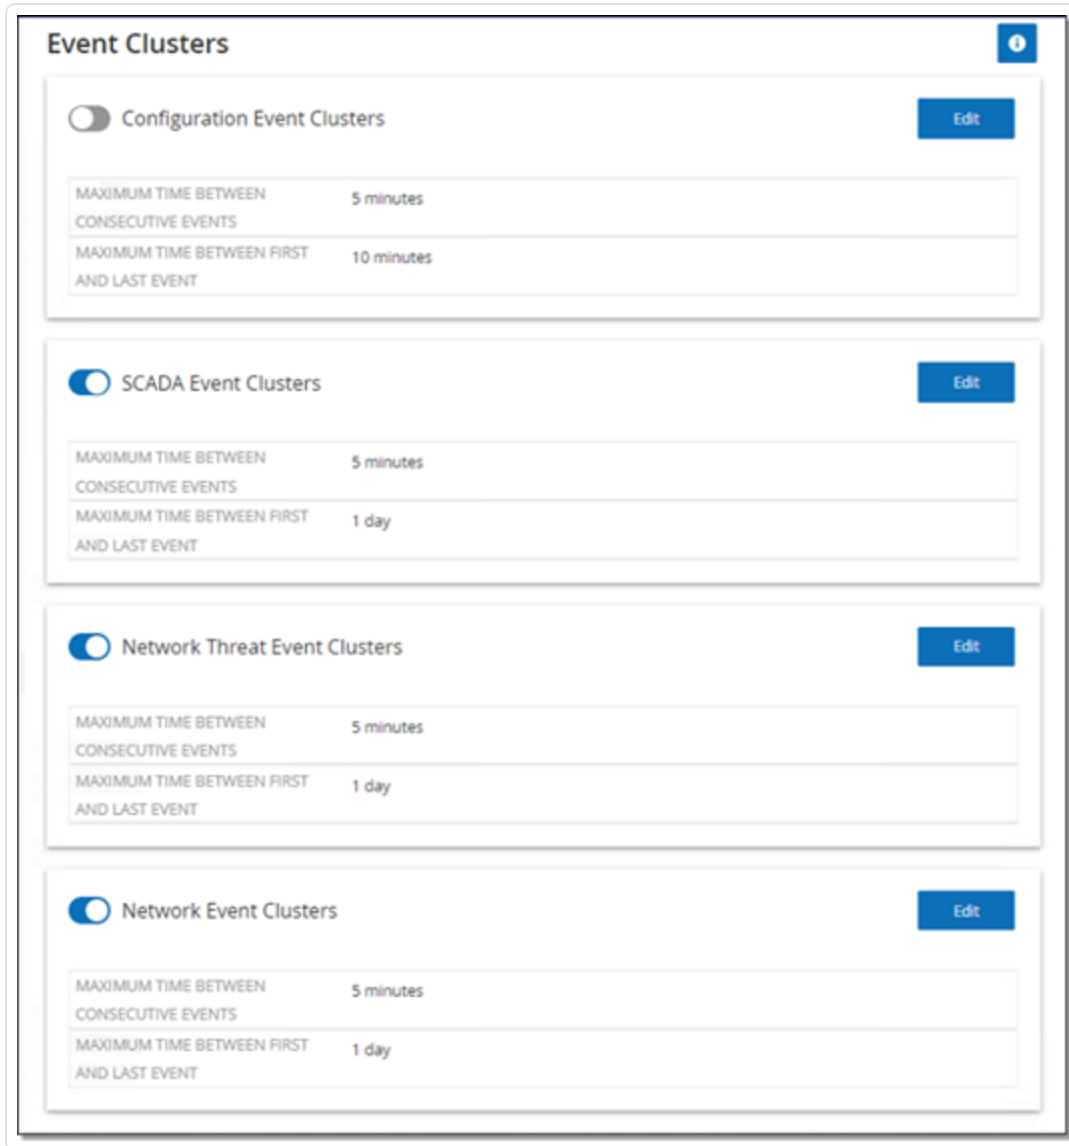 Event Clusters
Configuration Event Clusters
Edit
MAXIMUM TIME BETWEEN
CONSECUTIVE EVENTS
5 minutes
MAXIMUM TIME BETWEEN FIRST
AND LAST EVENT
10 minutes
SCADA Event Clusters
Edit
MAXIMUM TIME BETWEEN
CONSECUTIVE EVENTS
5 minutes
MAXIMUM TIME BETWEEN FIRST
AND LAST EVENT
1 day
Network Threat Event Clusters
Edit
MAXIMUM TIME BETWEEN
CONSECUTIVE EVENTS
5 minutes
MAXIMUM TIME BETWEEN FIRST
AND LAST EVENT
1 day
Network Event Clusters
Edit
MAXIMUM TIME BETWEEN
CONSECUTIVE EVENTS
5 minutes
MAXIMUM TIME BETWEEN FIRST
AND LAST EVENT
1 day